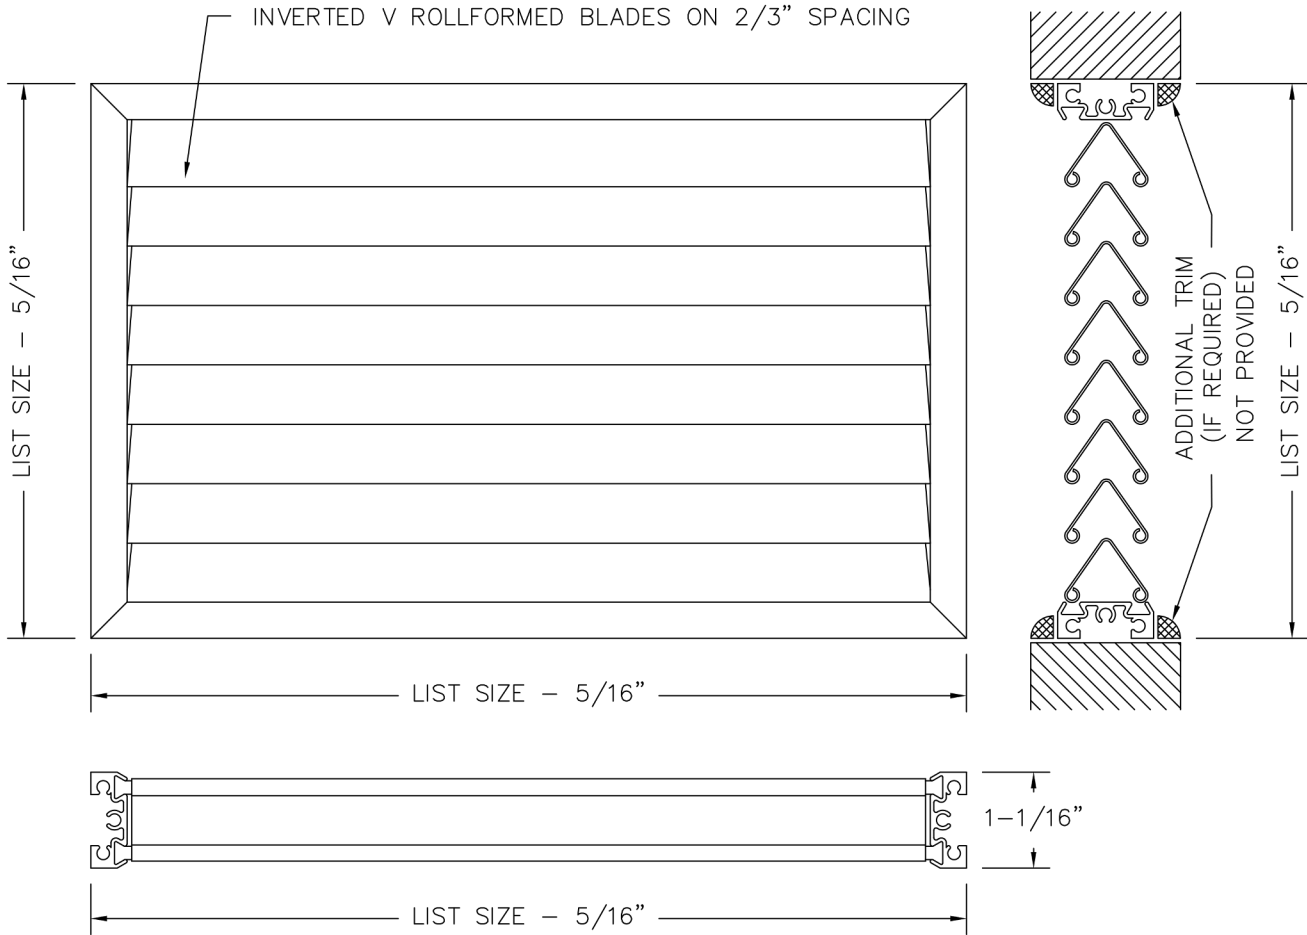 INVERTED V ROLLFORMED BLADES ON 2/3” SPACING
LIST SIZE – 5/16”
ADDITIONAL TRIM
(IF REQUIRED)
NOT PROVIDED
LIST SIZE – 5/16”
LIST SIZE – 5/16”
1–1/16”
LIST SIZE – 5/16”